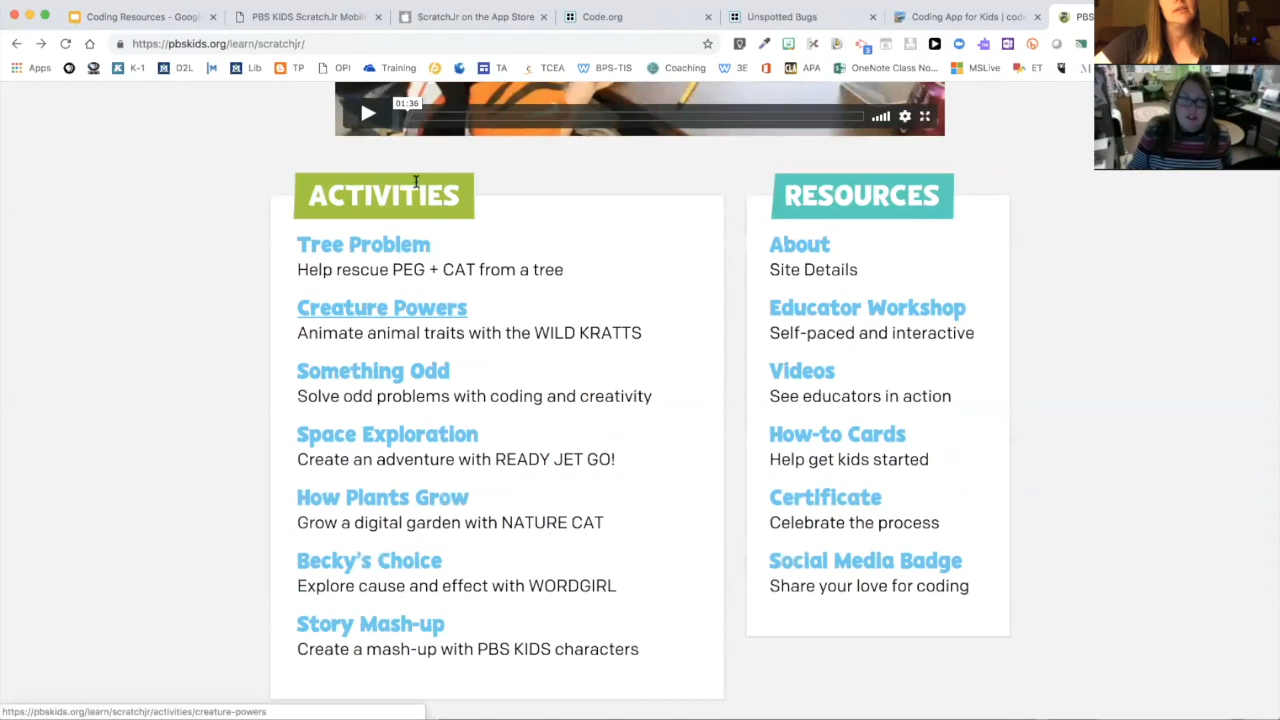 Coding Resources - Googl
PBS KIDS ScratchJr Mobil
ScratchJr on the App Store
Code.org
Unspotted Bugs
Coding App for Kids | code
PBS
https://pbskids.org/learn/scratchjr/
Apps
K-1
D2L
Lib
TP
OPI
Training
TA
TCEA
BPS-TIS
Coaching
3E
APA
OneNote Class No...
MSLive
ET
01:36
ACTIVITIES
Tree Problem
Help rescue PEG + CAT from a tree
Creature Powers
Animate animal traits with the WILD KRATTS
Something Odd
Solve odd problems with coding and creativity
Space Exploration
Create an adventure with READY JET GO!
How Plants Grow
Grow a digital garden with NATURE CAT
Becky's Choice
Explore cause and effect with WORDGIRL
Story Mash-up
Create a mash-up with PBS KIDS characters
RESOURCES
About
Site Details
Educator Workshop
Self-paced and interactive
Videos
See educators in action
How-to Cards
Help get kids started
Certificate
Celebrate the process
Social Media Badge
Share your love for coding
https://pbskids.org/learn/scratchjr/activities/creature-powers